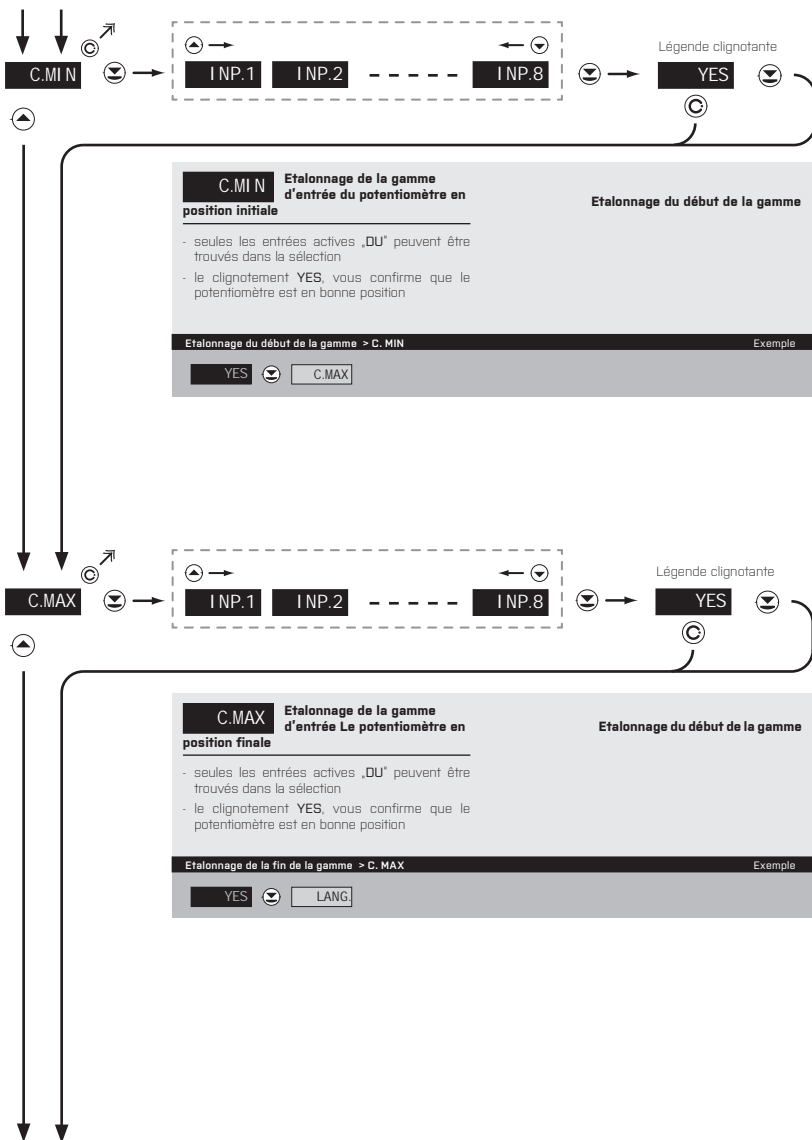 Légende clignotante
C.MIN INP.1 INP.2 INP.8 YES
C.MIN Etalonnage de la gamme
d'entrée du potentiomètre en
position initiale
Etalonnage du début de la gamme
- seules les entrées actives „DU“ peuvent être
trouvés dans la sélection
- le clignotement YES, vous confirme que le
potentiomètre est en bonne position
Etalonnage du début de la gamme > C. MIN Exemple
YES C.MAX
Légende clignotante
C.MAX INP.1 INP.2 INP.8 YES
C.MAX Etalonnage de la gamme
d'entrée Le potentiomètre en
position finale
Etalonnage du début de la gamme
- seules les entrées actives „DU“ peuvent être
trouvés dans la sélection
- le clignotement YES, vous confirme que le
potentiomètre est en bonne position
Etalonnage de la fin de la gamme > C. MAX Exemple
YES LANG.